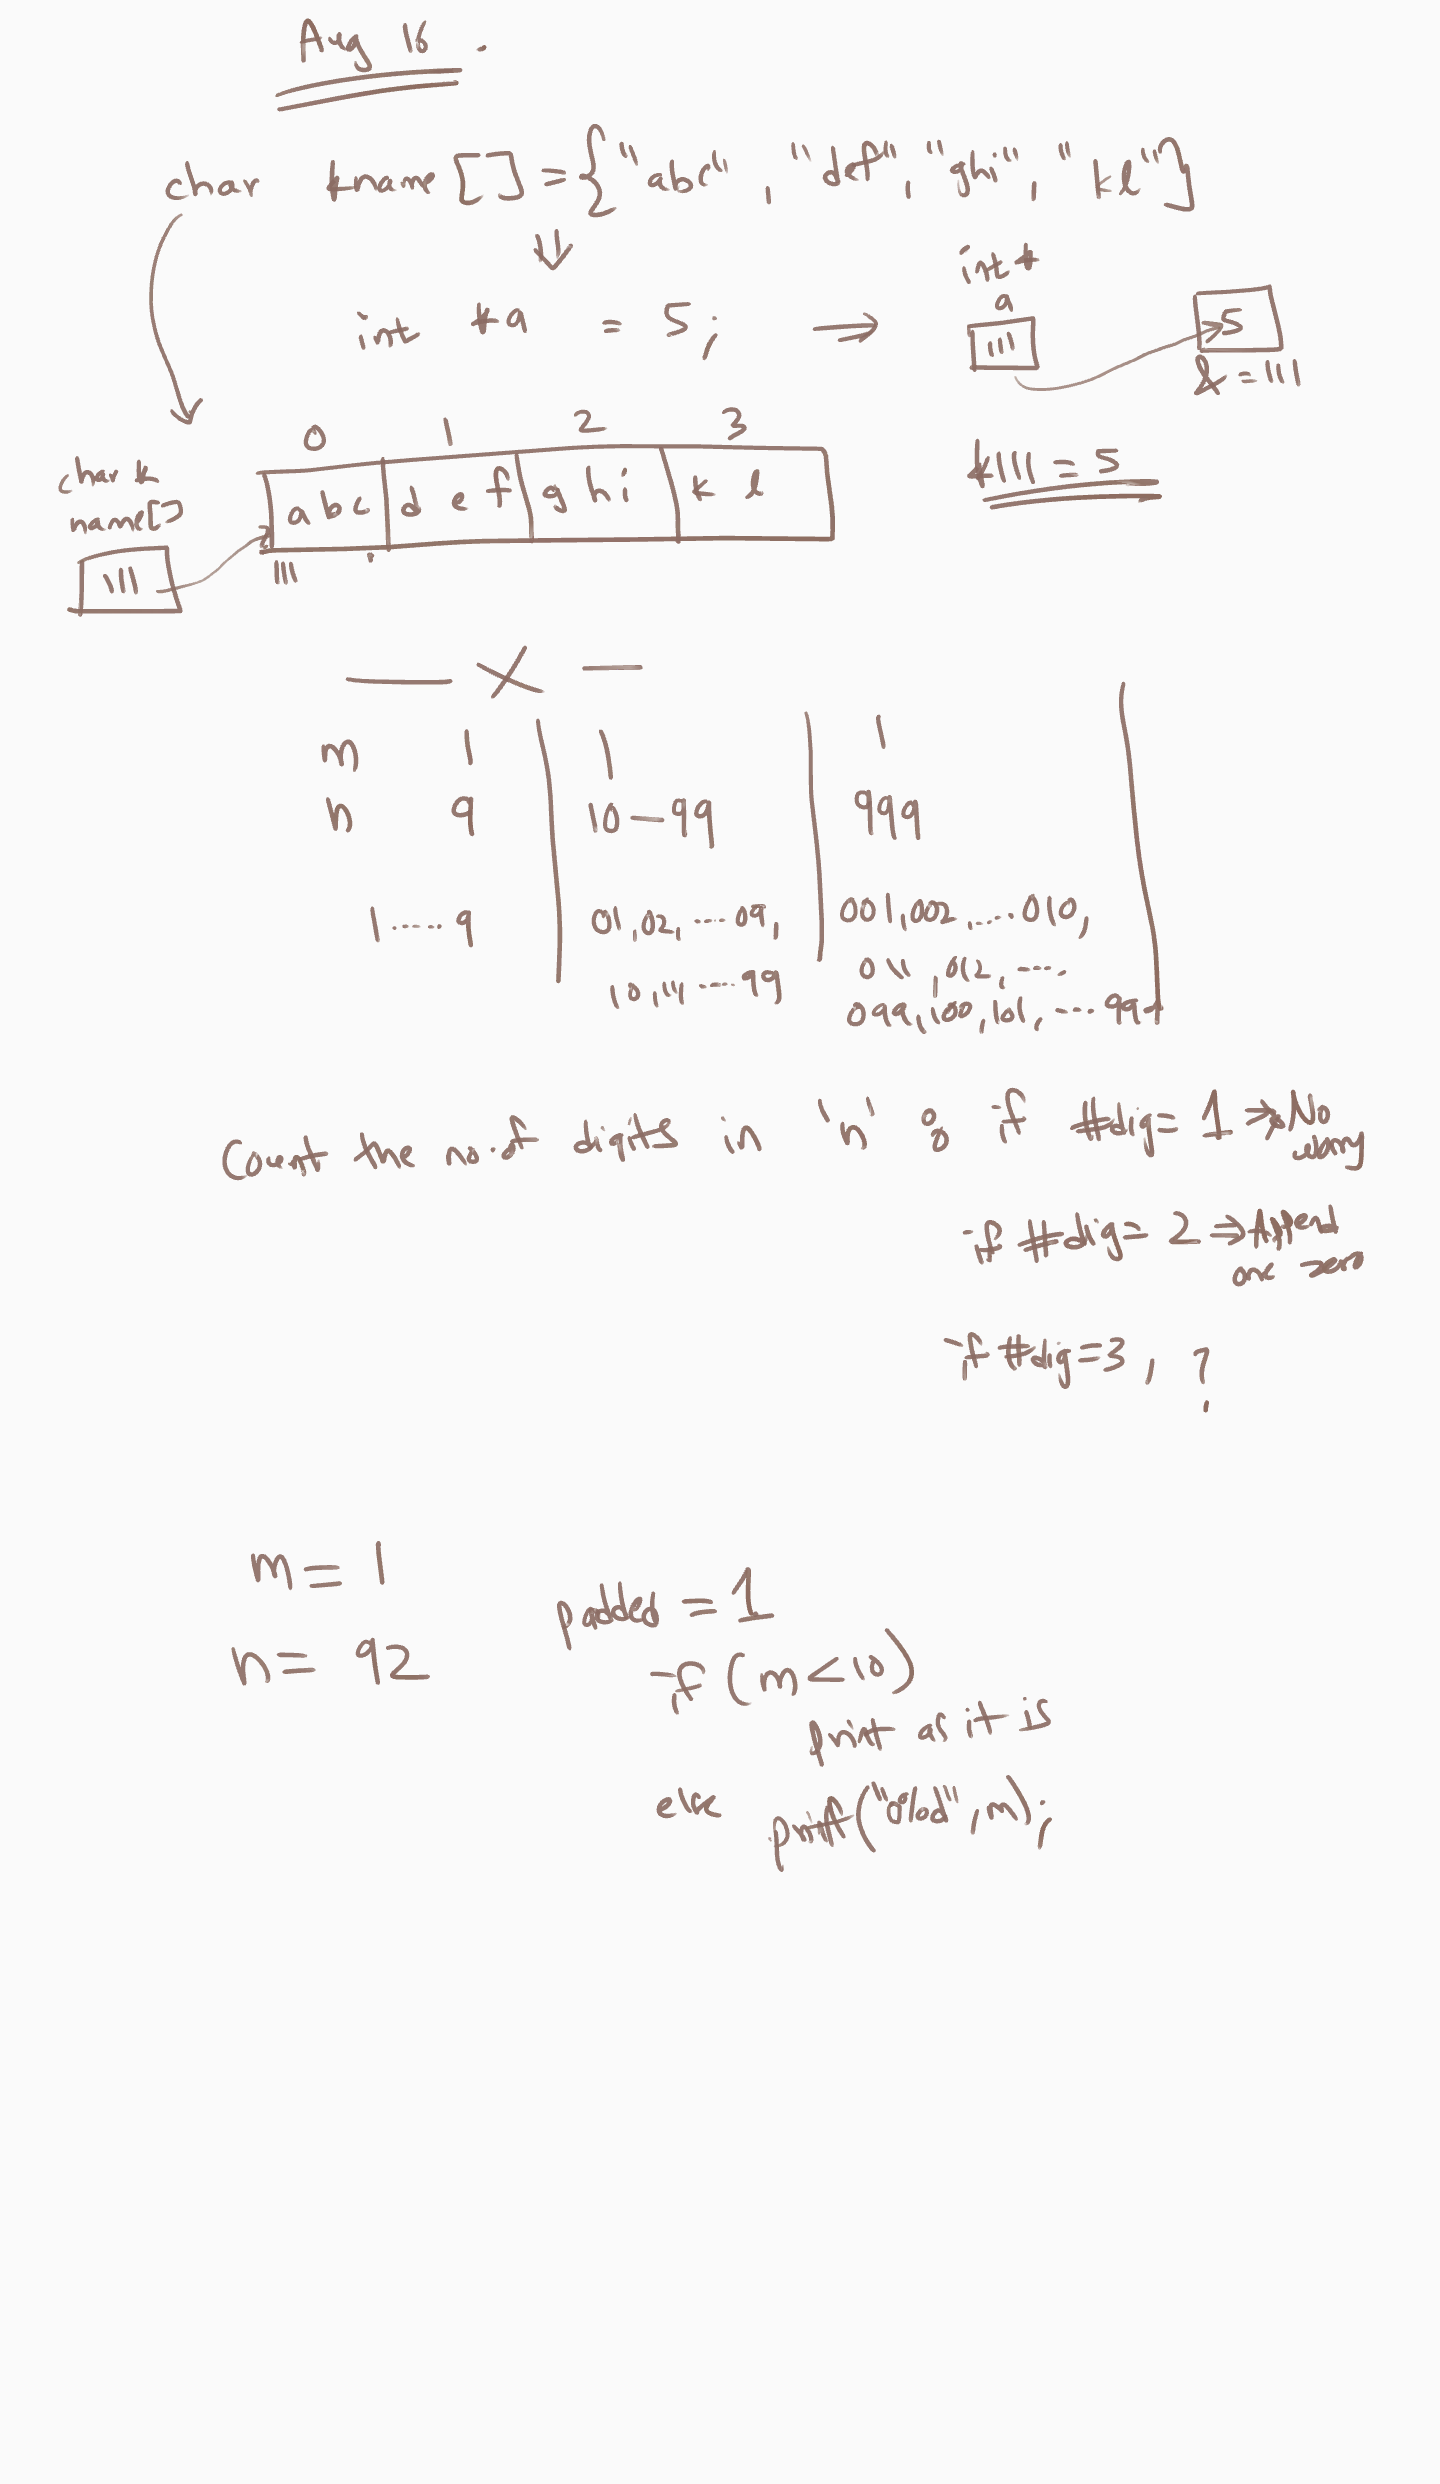 Aug 16 .
char *name[] = {"abc", "def", "ghi", "kl"}
int *a = 5; →
int *
a
111
5
& = 111
*111 = 5
char *
name[]
111
0 1 2 3
abc def ghi kl
111
— X —
m 1 | 1 | 1
n 9 | 10 – 99 | 999
1 ..... 9 | 01, 02, .... 09, | 001, 002, .... 010,
10, 11 .... 99 | 011, 012, ....
099, 100, 101, ... 999
Count the no. of digits in 'n' : if #dig = 1 ⇒ No
worry
if #dig = 2 ⇒ Append
one zero
if #dig = 3, ?
m = 1
n = 92
padded = 1
if (m < 10)
print as it is
else printf("0%d", m);